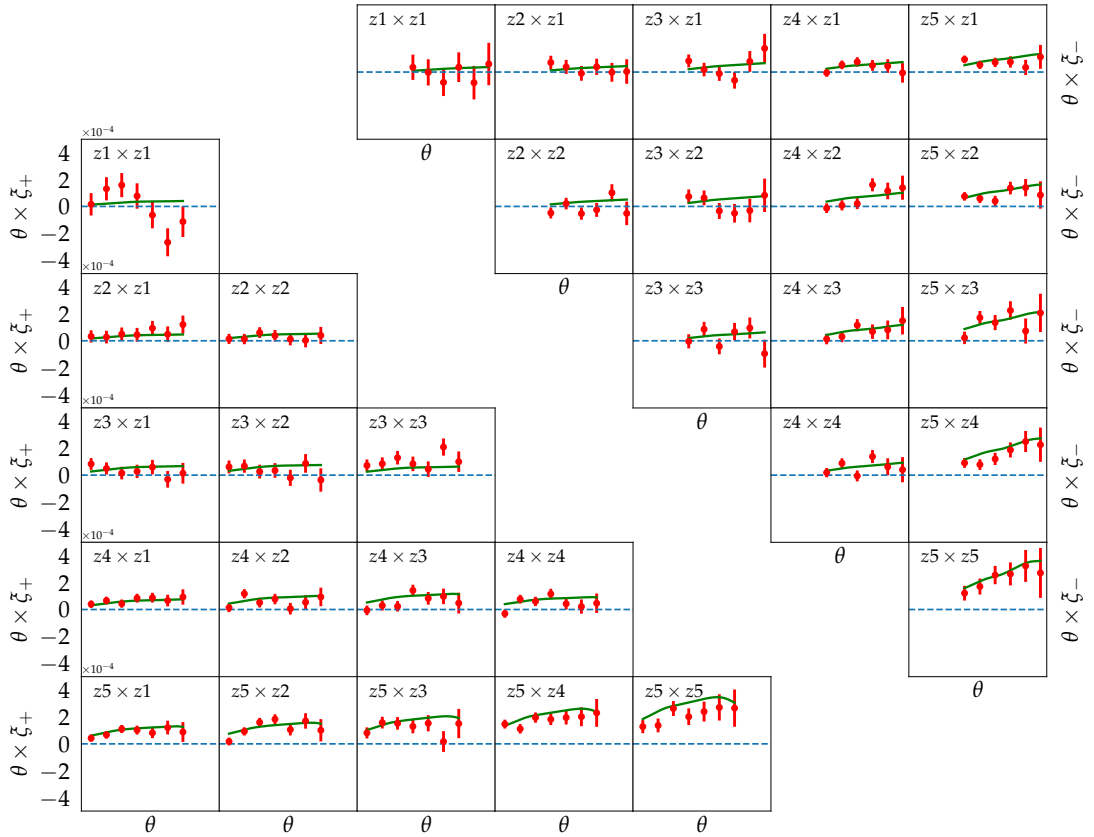 z1 × z1 z2 × z1 z3 × z1 z4 × z1 z5 × z1
θ × ξ₋
×10⁻⁴ θ
z1 × z1 z2 × z2 z3 × z2 z4 × z2 z5 × z2
4
2
0
−2
−4
θ × ξ₊
θ × ξ₋
×10⁻⁴ θ
z2 × z1 z2 × z2 z3 × z3 z4 × z3 z5 × z3
4
2
0
−2
−4
θ × ξ₊
θ × ξ₋
×10⁻⁴ θ
z3 × z1 z3 × z2 z3 × z3 z4 × z4 z5 × z4
4
2
0
−2
−4
θ × ξ₊
θ × ξ₋
×10⁻⁴ θ
z4 × z1 z4 × z2 z4 × z3 z4 × z4 z5 × z5
4
2
0
−2
−4
θ × ξ₊
θ × ξ₋
×10⁻⁴ θ
z5 × z1 z5 × z2 z5 × z3 z5 × z4 z5 × z5
4
2
0
−2
−4
θ × ξ₊
θ θ θ θ θ